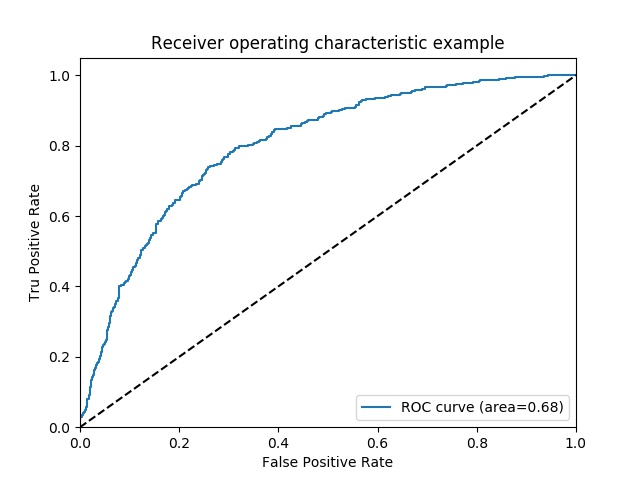 Receiver operating characteristic example
1.0
0.8
0.6
0.4
0.2
0.0
Tru Positive Rate
ROC curve (area=0.68)
0.0 0.2 0.4 0.6 0.8 1.0
False Positive Rate